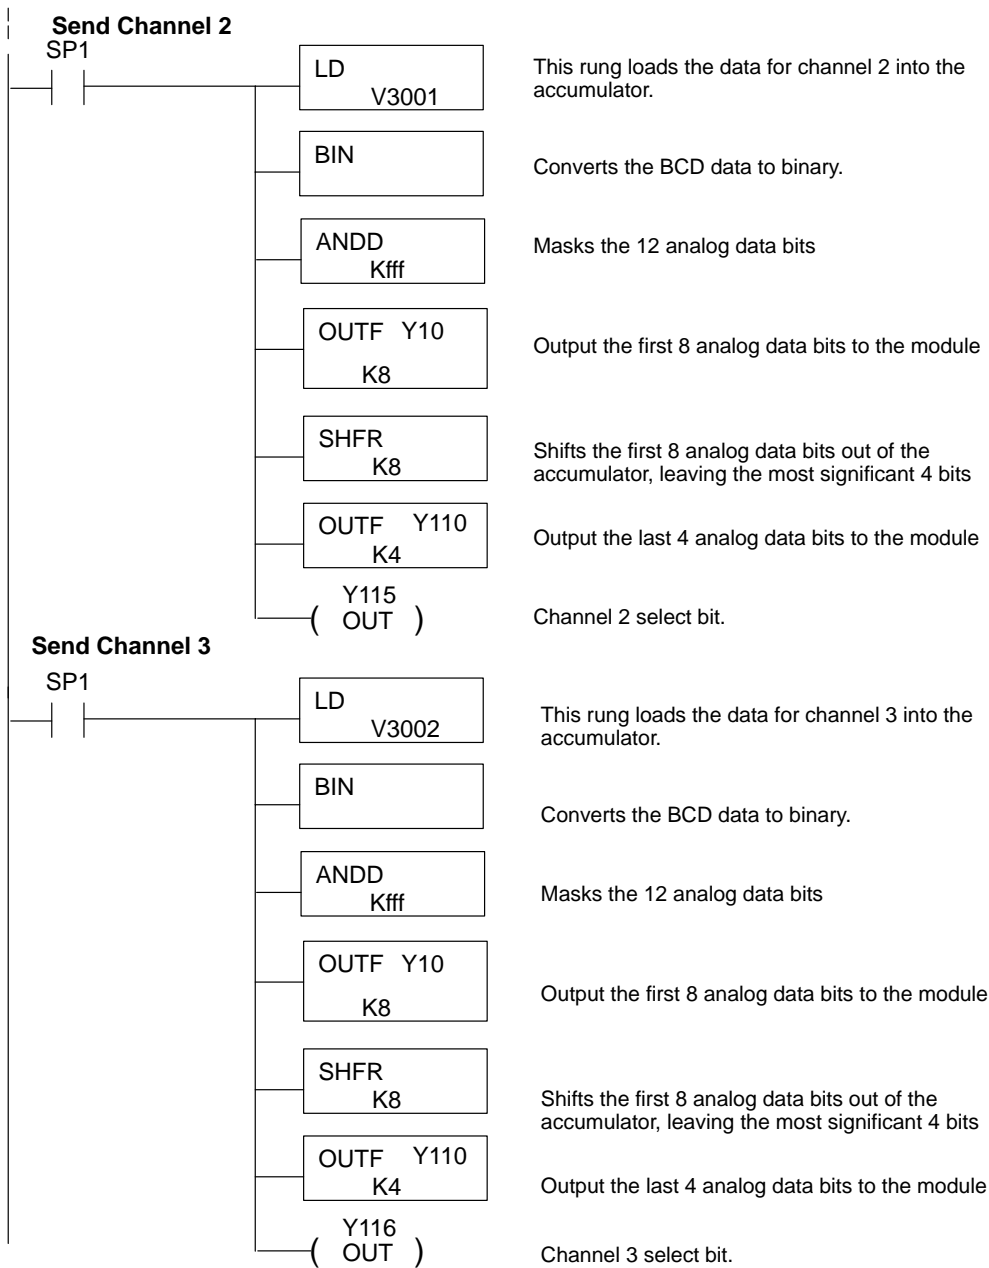 Send Channel 2
SP1
LD
V3001
This rung loads the data for channel 2 into the
accumulator.
BIN
Converts the BCD data to binary.
ANDD
Kfff
Masks the 12 analog data bits
OUTF Y10
K8
Output the first 8 analog data bits to the module
SHFR
K8
Shifts the first 8 analog data bits out of the
accumulator, leaving the most significant 4 bits
OUTF Y110
K4
Output the last 4 analog data bits to the module
Y115
( OUT )
Channel 2 select bit.
Send Channel 3
SP1
LD
V3002
This rung loads the data for channel 3 into the
accumulator.
BIN
Converts the BCD data to binary.
ANDD
Kfff
Masks the 12 analog data bits
OUTF Y10
K8
Output the first 8 analog data bits to the module
SHFR
K8
Shifts the first 8 analog data bits out of the
accumulator, leaving the most significant 4 bits
OUTF Y110
K4
Output the last 4 analog data bits to the module
Y116
( OUT )
Channel 3 select bit.